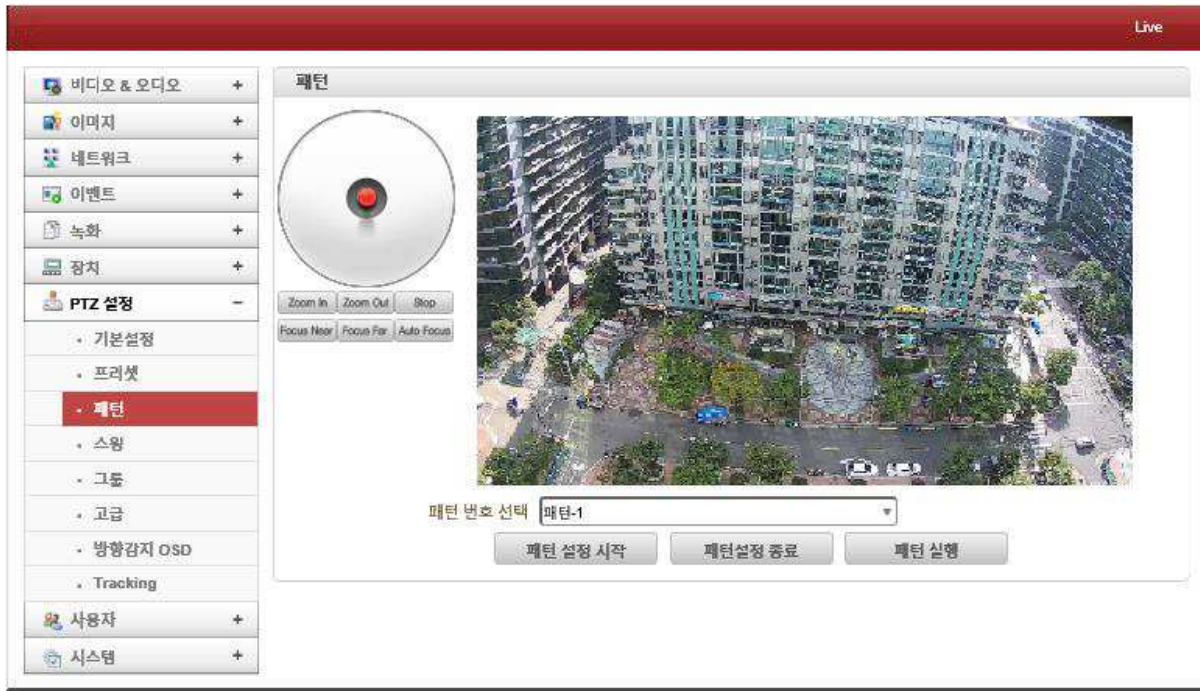 Live
비디오 & 오디오 +
이미지 +
네트워크 +
이벤트 +
녹화 +
장치 +
PTZ 설정 -
기본설정
프리셋
패턴
스윙
그룹
고급
방향감지 OSD
Tracking
사용자 +
시스템 +
패턴
Zoom In Zoom Out Stop
Focus Near Focus Far Auto Focus
패턴 번호 선택 패턴-1
패턴 설정 시작 패턴설정 종료 패턴 실행